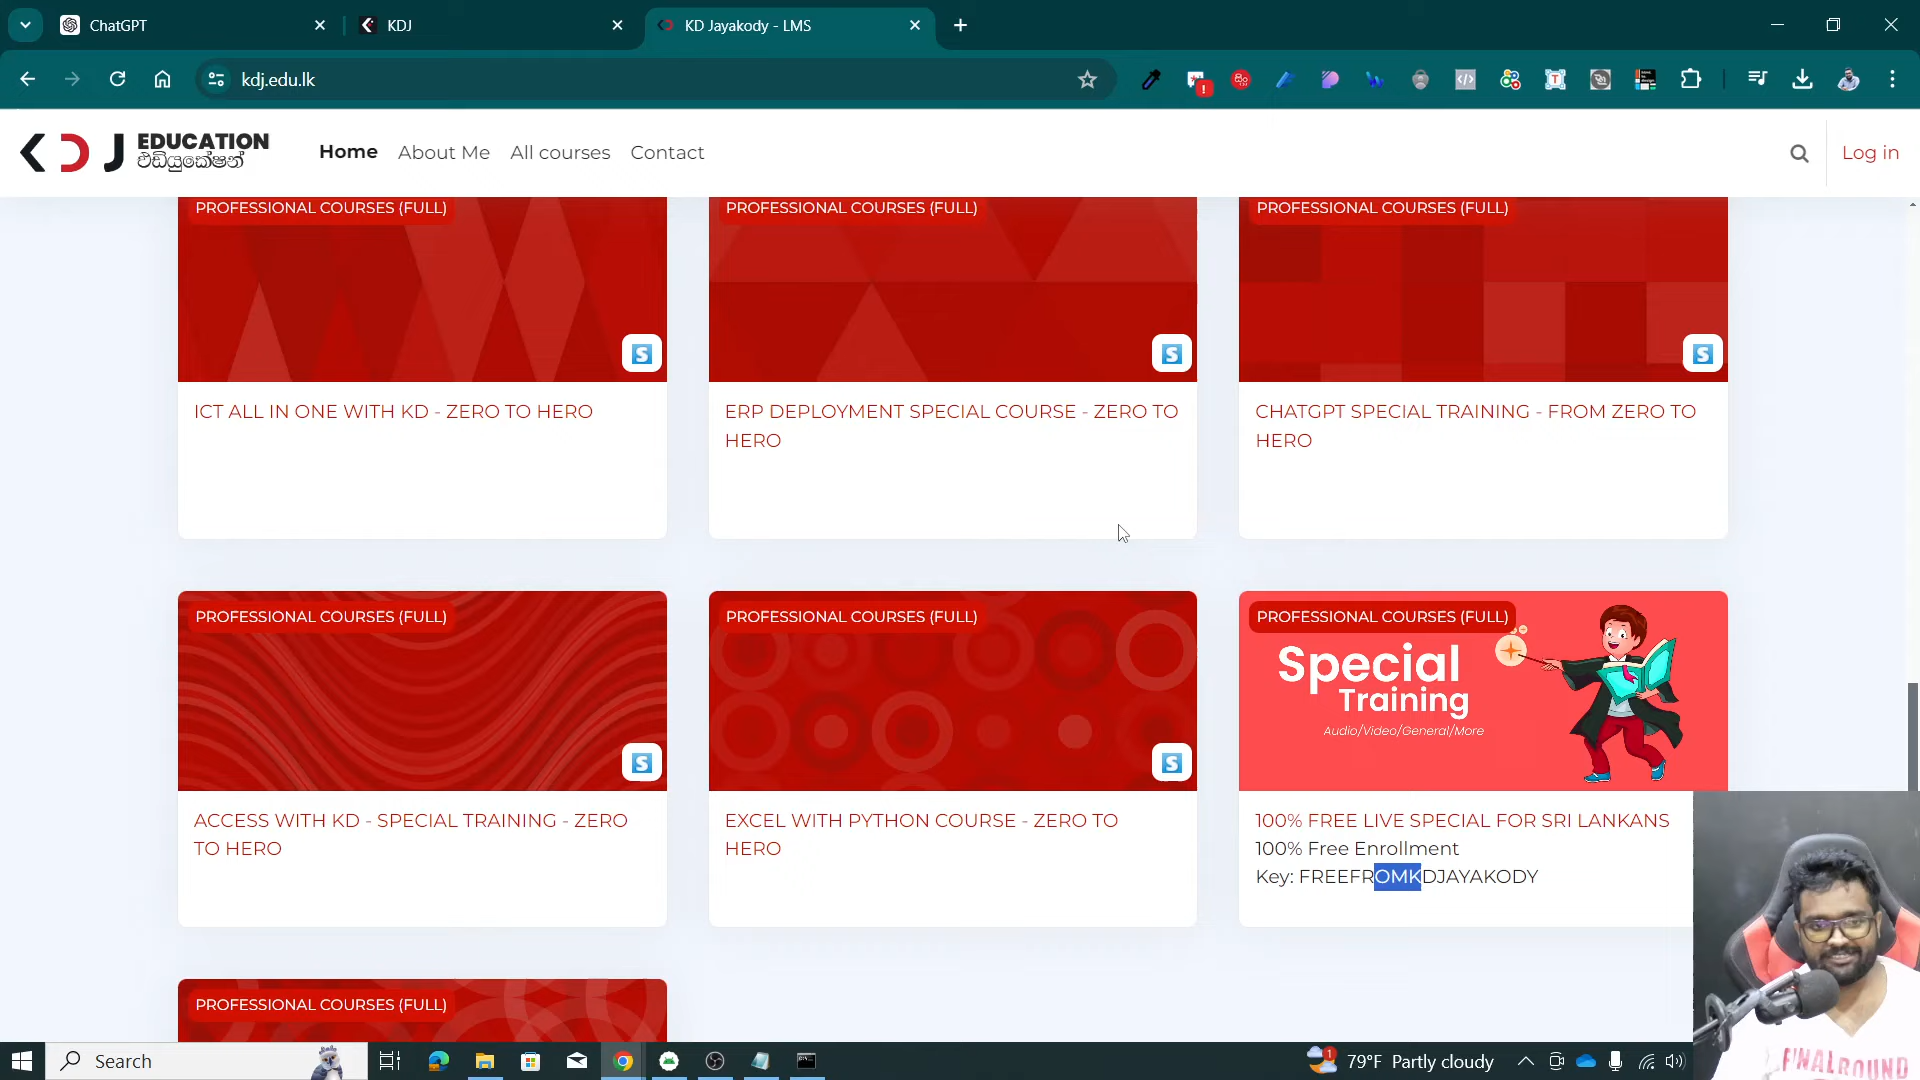 ChatGPT
KDJ
KD Jayakody - LMS
kdj.edu.lk
KDJ EDUCATION
එඩියුකේෂන්
Home
About Me
All courses
Contact
Log in
PROFESSIONAL COURSES (FULL)
PROFESSIONAL COURSES (FULL)
PROFESSIONAL COURSES (FULL)
ICT ALL IN ONE WITH KD - ZERO TO HERO
ERP DEPLOYMENT SPECIAL COURSE - ZERO TO
HERO
CHATGPT SPECIAL TRAINING - FROM ZERO TO
HERO
PROFESSIONAL COURSES (FULL)
PROFESSIONAL COURSES (FULL)
PROFESSIONAL COURSES (FULL)
Special
Training
Audio/Video/General/More
ACCESS WITH KD - SPECIAL TRAINING - ZERO
TO HERO
EXCEL WITH PYTHON COURSE - ZERO TO
HERO
100% FREE LIVE SPECIAL FOR SRI LANKANS
100% Free Enrollment
Key: FREEFROMKDJAYAKODY
PROFESSIONAL COURSES (FULL)
FINALROUND
Search
79°F Partly cloudy